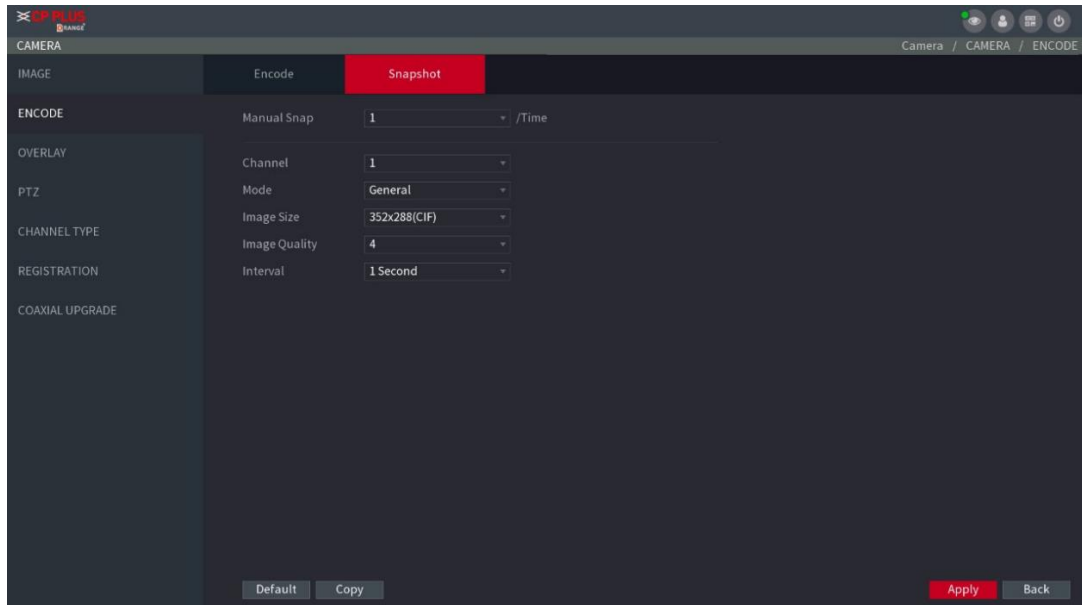 CP PLUS
ORANGE
CAMERA
Camera / CAMERA / ENCODE
IMAGE
Encode
Snapshot
ENCODE
Manual Snap
1
/Time
OVERLAY
Channel
1
PTZ
Mode
General
Image Size
352x288(CIF)
CHANNEL TYPE
Image Quality
4
REGISTRATION
Interval
1 Second
COAXIAL UPGRADE
Default
Copy
Apply
Back